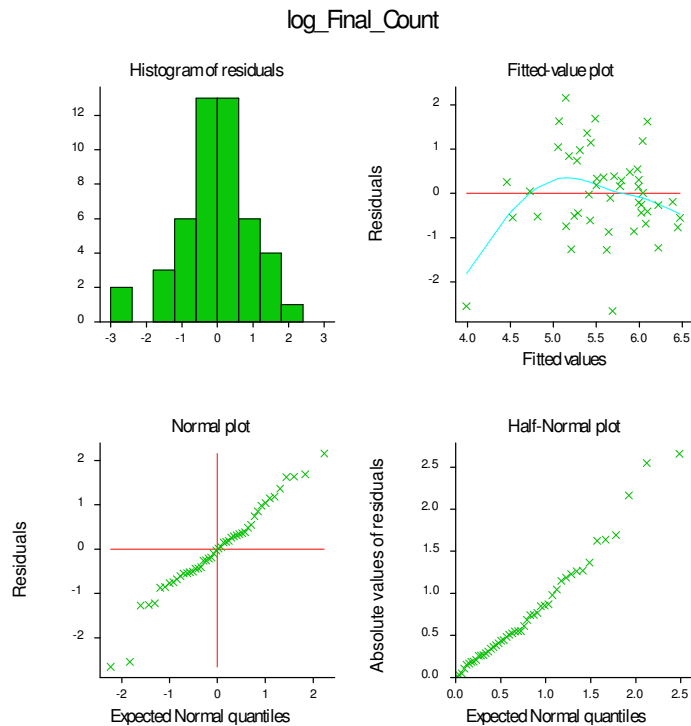 log_Final_Count
Histogram of residuals
12
10
8
6
4
2
0
-3 -2 -1 0 1 2 3
Fitted-value plot
Residuals
2
1
0
-1
-2
4.0 4.5 5.0 5.5 6.0 6.5
Fitted values
Normal plot
Residuals
2
1
0
-1
-2
-2 -1 0 1 2
Expected Normal quantiles
Half-Normal plot
Absolute values of residuals
2.5
2.0
1.5
1.0
0.5
0.0
0.0 0.5 1.0 1.5 2.0 2.5
Expected Normal quantiles